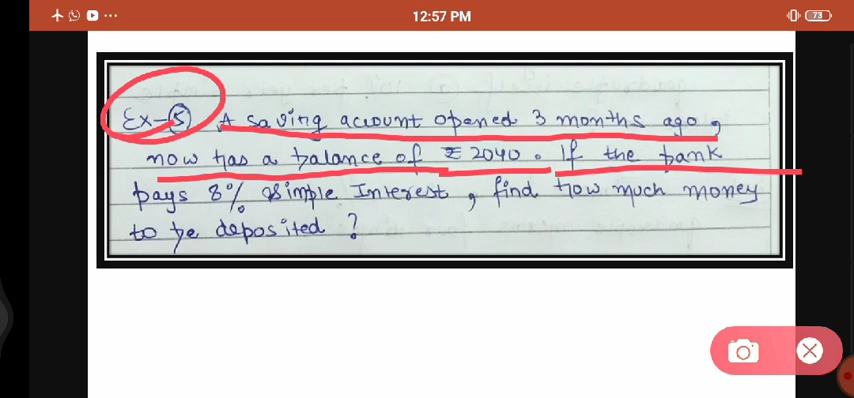 12:57 PM
73
Ex-5 A saving account opened 3 months ago,
now has a balance of ₹ 2040. If the bank
pays 8% Simple Interest, find how much money
to be deposited?